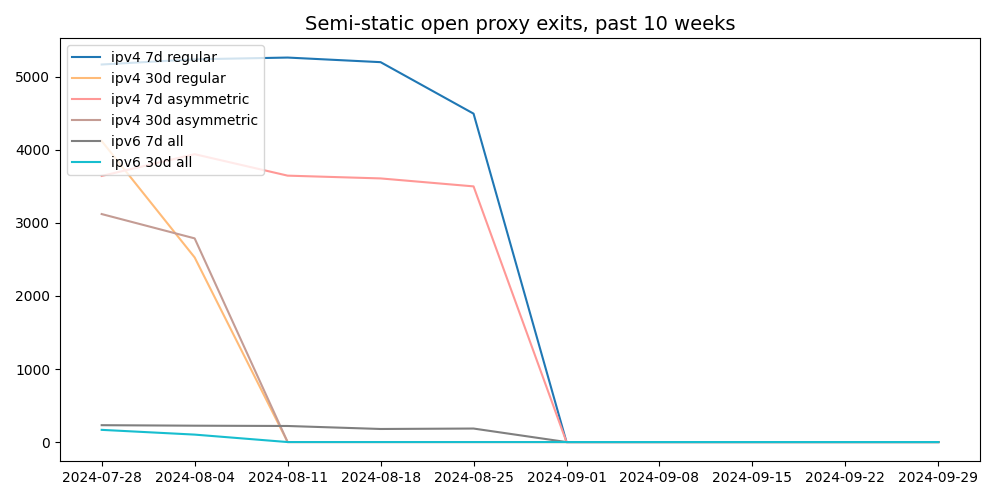 Semi-static open proxy exits, past 10 weeks
ipv4 7d regular
ipv4 30d regular
ipv4 7d asymmetric
ipv4 30d asymmetric
ipv6 7d all
ipv6 30d all
5000
4000
3000
2000
1000
0
2024-07-28 2024-08-04 2024-08-11 2024-08-18 2024-08-25 2024-09-01 2024-09-08 2024-09-15 2024-09-22 2024-09-29